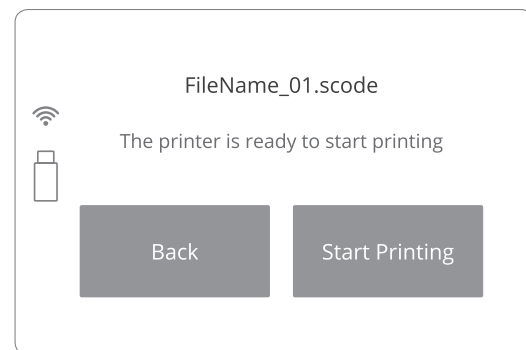 FileName_01.scode
The printer is ready to start printing
Back
Start Printing